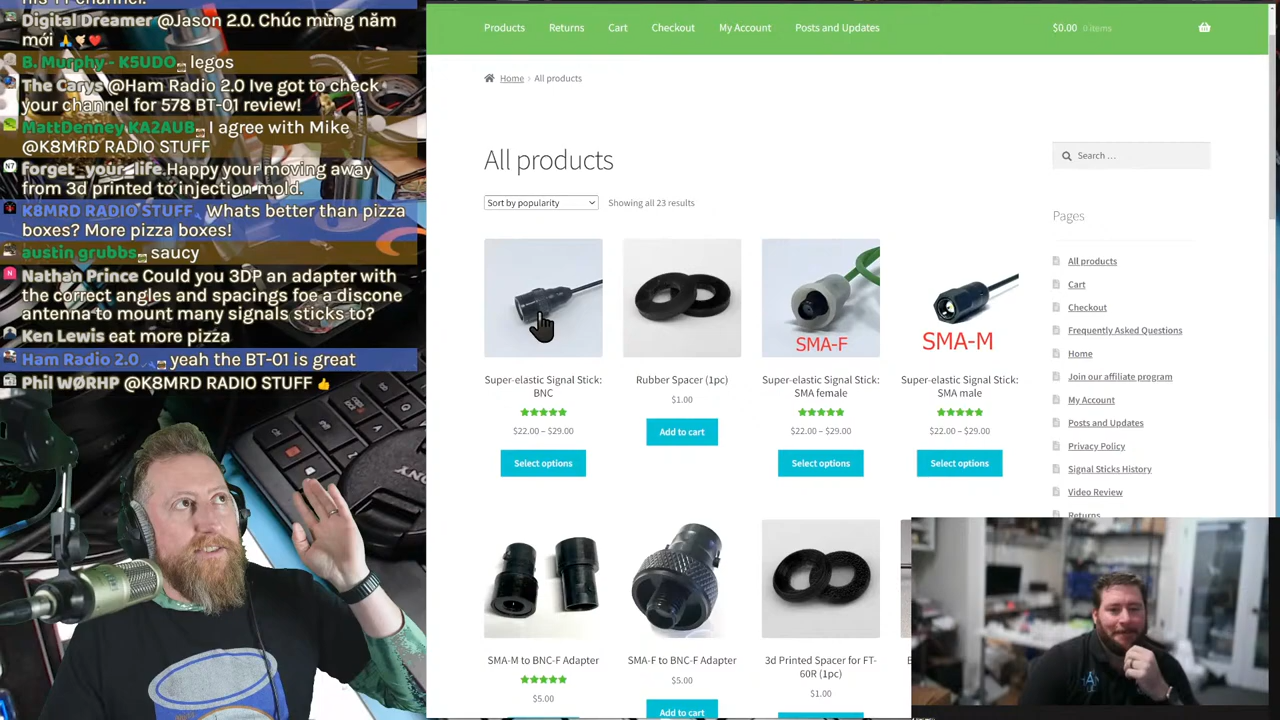 his YT channel.
Digital Dreamer @Jason 2.0. Chúc mừng năm
mới 🙏🏻❤️
B. Murphy - K5UDO legos
The Carys @Ham Radio 2.0 Ive got to check
your channel for 578 BT-01 review!
MattDenney KA2AUB I agree with Mike
@K8MRD RADIO STUFF
forget_your_life. Happy your moving away
from 3d printed to injection mold.
K8MRD RADIO STUFF Whats better than pizza
boxes? More pizza boxes!
austin grubbs saucy
Nathan Prince Could you 3DP an adapter with
the correct angles and spacings foe a discone
antenna to mount many signals sticks to?
Ken Lewis eat more pizza
Ham Radio 2.0 yeah the BT-01 is great
Phil WØRHP @K8MRD RADIO STUFF 👍
Products
Returns
Cart
Checkout
My Account
Posts and Updates
$0.00 0 items
Home All products
All products
Sort by popularity
Showing all 23 results
SMA-F
SMA-M
Super-elastic Signal Stick:
BNC
$22.00 – $29.00
Select options
Rubber Spacer (1pc)
$1.00
Add to cart
Super-elastic Signal Stick:
SMA female
$22.00 – $29.00
Select options
Super-elastic Signal Stick:
SMA male
$22.00 – $29.00
Select options
SMA-M to BNC-F Adapter
$5.00
SMA-F to BNC-F Adapter
$5.00
Add to cart
3d Printed Spacer for FT-
60R (1pc)
$1.00
Search …
Pages
All products
Cart
Checkout
Frequently Asked Questions
Home
Join our affiliate program
My Account
Posts and Updates
Privacy Policy
Signal Sticks History
Video Review
Returns